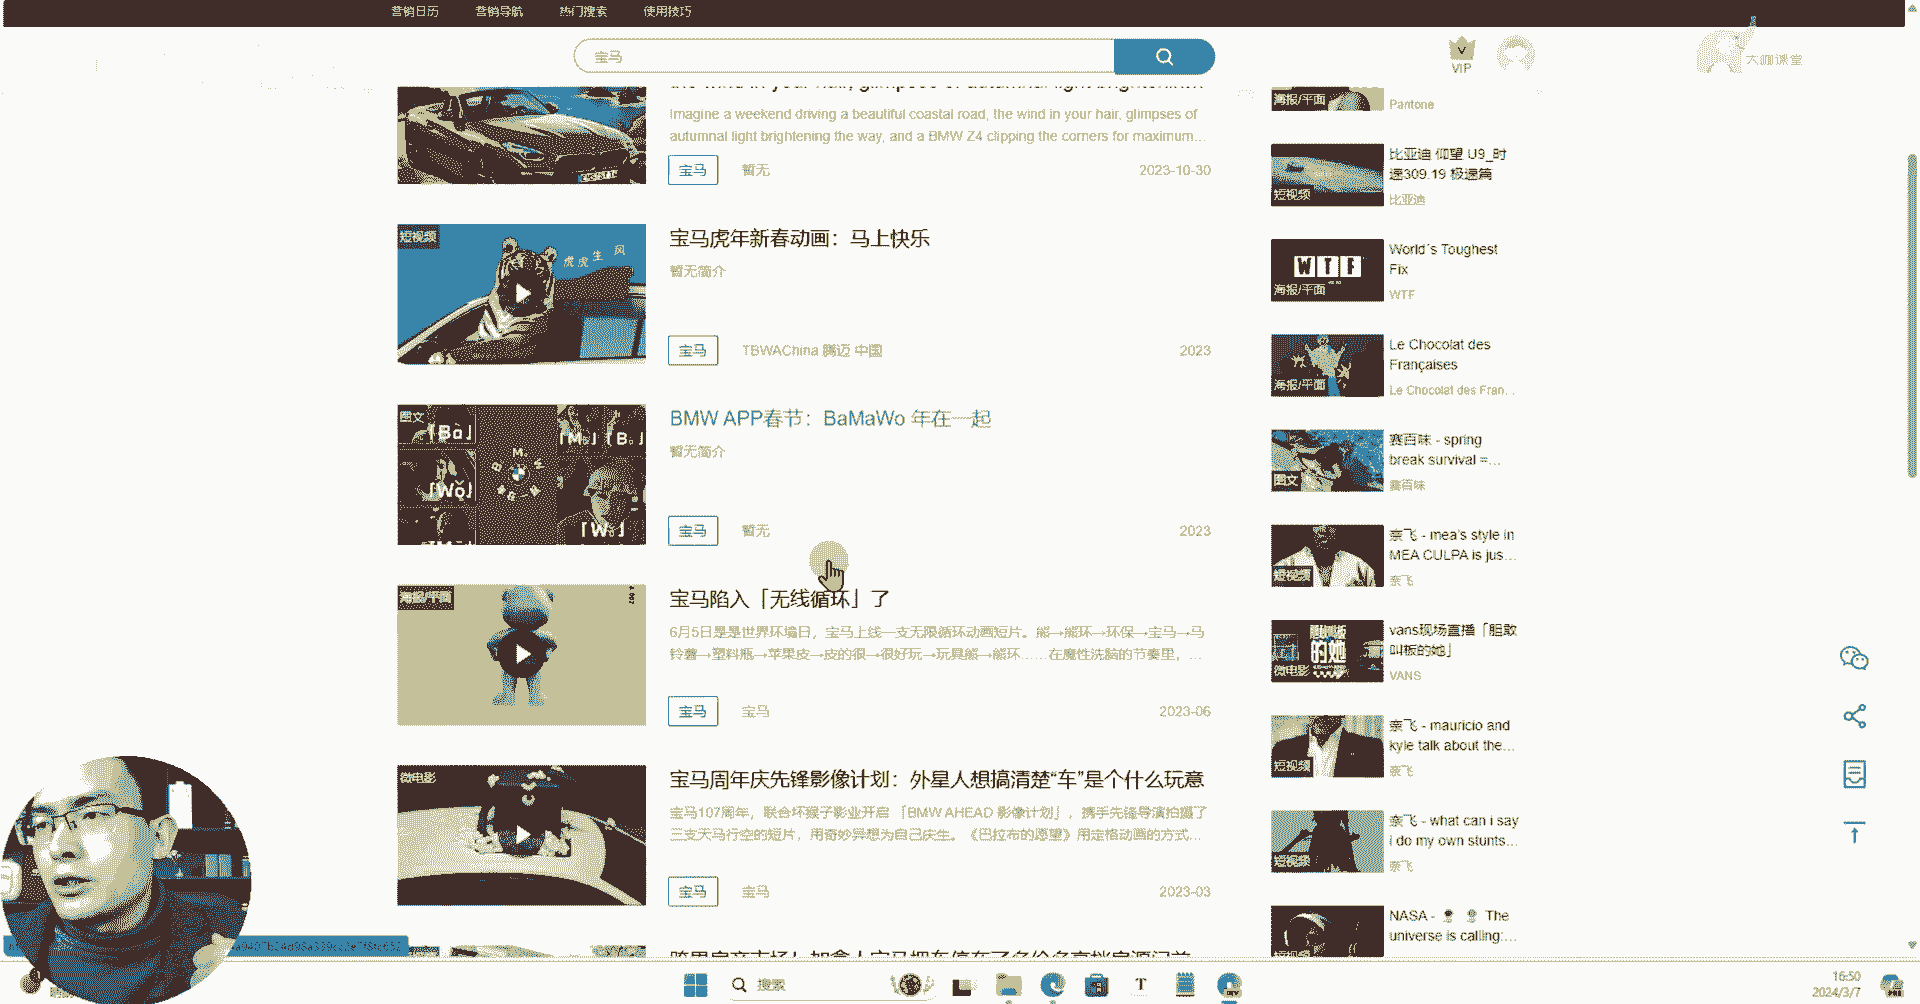 营销日历 营销导航 热门搜索 使用技巧
宝马
VIP
大咖课堂
Imagine a weekend driving a beautiful coastal road, the wind in your hair, glimpses of
autumnal light brightening the way, and a BMW Z4 clipping the corners for maximum...
宝马 暂无 2023-10-30
短视频
虎虎生风
宝马虎年新春动画：马上快乐
暂无简介
宝马 TBWAChina 腾迈 中国 2023
图文
BMW APP春节：BaMaWo 年在一起
暂无简介
宝马 暂无 2023
海报/平面
宝马陷入「无线循环」了
6月5日是是世界环境日，宝马上线一支无限循环动画短片。熊→熊环→环保→宝马→马
铃薯→塑料瓶→苹果皮→皮的很→很好玩→玩具熊→熊环……在魔性洗脑的节奏里，...
宝马 宝马 2023-06
微电影
宝马周年庆先锋影像计划：外星人想搞清楚“车”是个什么玩意
宝马107周年，联合坏猴子影业开启 「BMW AHEAD 影像计划」，携手先锋导演拍摄了
三支天马行空的短片，用奇妙异想为自己庆生。《巴拉布的愿望》用定格动画的方式...
宝马 宝马 2023-03
海报/平面
Pantone
短视频
比亚迪 仰望 U9_时
速309.19 极速篇
比亚迪
WTF
海报/平面
World´s Toughest
Fix
WTF
海报/平面
Le Chocolat des
Françaises
Le Chocolat des Fran...
图文
赛百味 - spring
break survival =...
赛百味
短视频
奈飞 - mea's style in
MEA CULPA is jus...
奈飞
微电影
vans现场直播「胆敢
叫板的她」
VANS
短视频
奈飞 - mauricio and
kyle talk about the...
奈飞
短视频
奈飞 - what can i say
i do my own stunts...
奈飞
短视频
NASA - The
universe is calling:...
搜索
16:50
2024/3/7